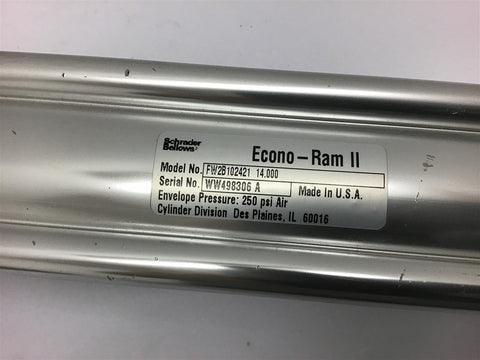 Schrader
Bellows
Econo-Ram II
Model No. FW2B102421 14.000
Serial No. WW498306 A
Made In U.S.A.
Envelope Pressure: 250 psi Air
Cylinder Division Des Plaines, IL 60016